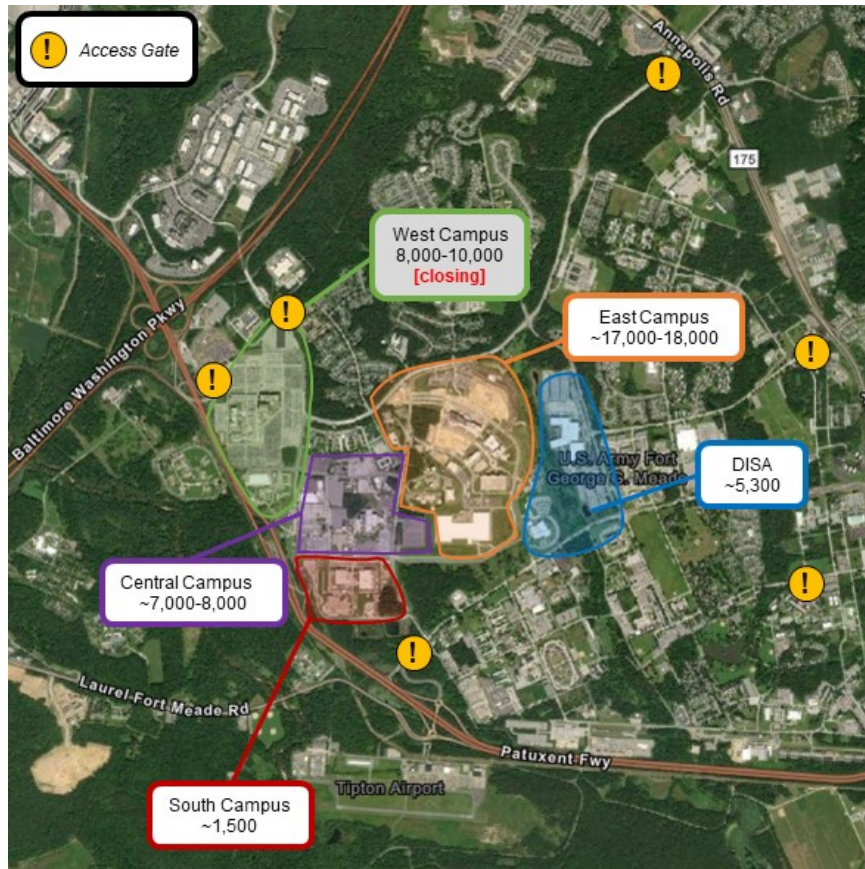 ! Access Gate
!
Annapolis Rd
175
West Campus
8,000-10,000
[closing]
!
East Campus
~17,000-18,000
Baltimore Washington Pkwy
!
!
U.S. Army Fort
George G. Meade
DISA
~5,300
Central Campus
~7,000-8,000
!
!
Laurel Fort Meade Rd
Patuxent Fwy
Tipton Airport
South Campus
~1,500